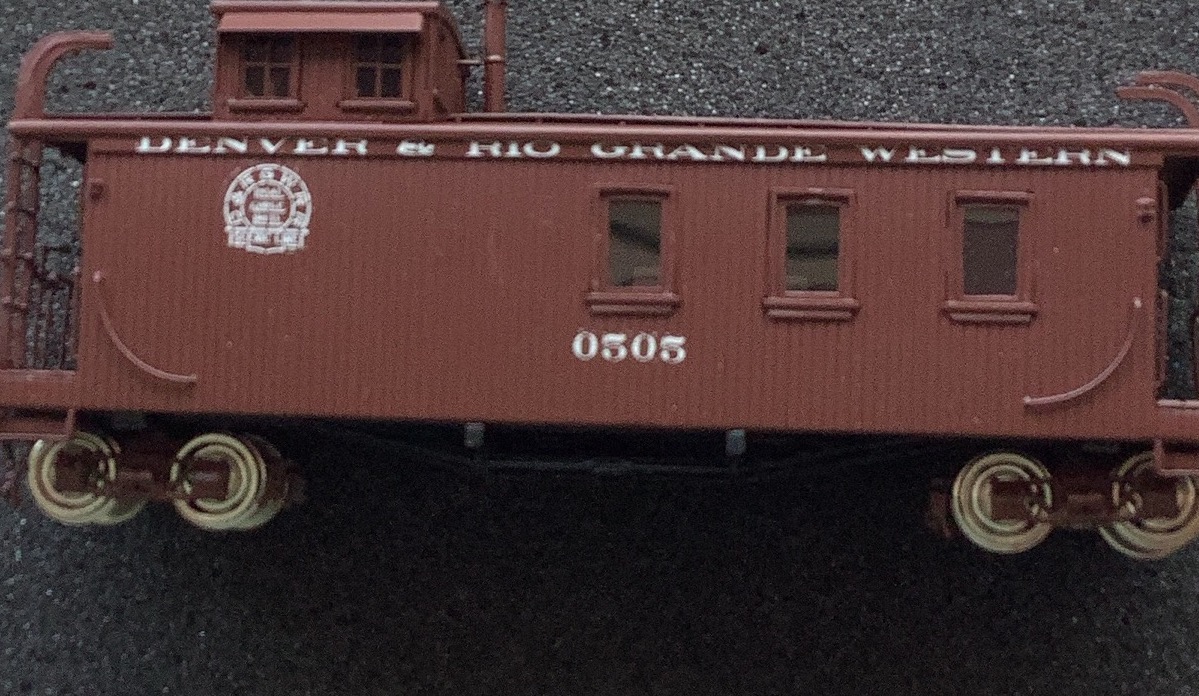 DENVER & RIO GRANDE WESTERN
0505